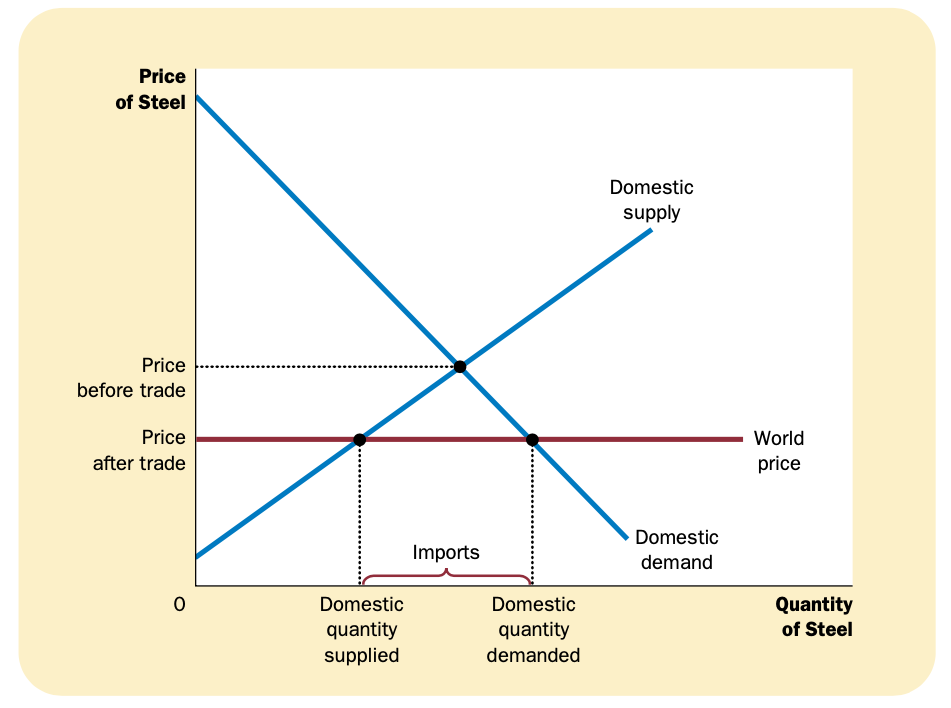 Price
of Steel
Domestic
supply
Price
before trade
Price
after trade
World
price
Domestic
demand
Imports
0
Domestic
quantity
supplied
Domestic
quantity
demanded
Quantity
of Steel